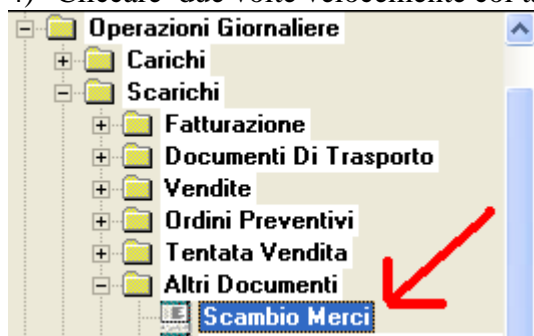 Operazioni Giornaliere
Carichi
Scarichi
Fatturazione
Documenti Di Trasporto
Vendite
Ordini Preventivi
Tentata Vendita
Altri Documenti
Scambio Merci